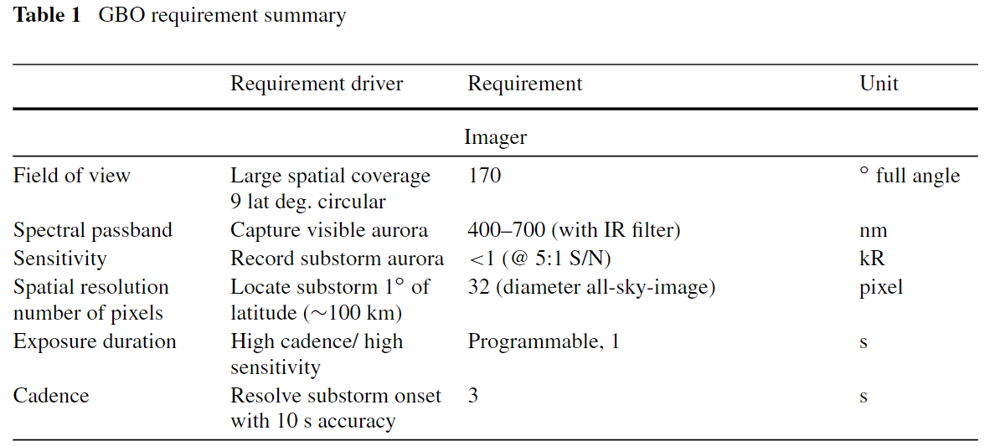 Table 1 GBO requirement summary
Requirement driver Requirement Unit
Imager
Field of view Large spatial coverage 170 ° full angle
9 lat deg. circular
Spectral passband Capture visible aurora 400–700 (with IR filter) nm
Sensitivity Record substorm aurora <1 (@ 5:1 S/N) kR
Spatial resolution Locate substorm 1° of 32 (diameter all-sky-image) pixel
number of pixels latitude (∼100 km)
Exposure duration High cadence/ high Programmable, 1 s
sensitivity
Cadence Resolve substorm onset 3 s
with 10 s accuracy